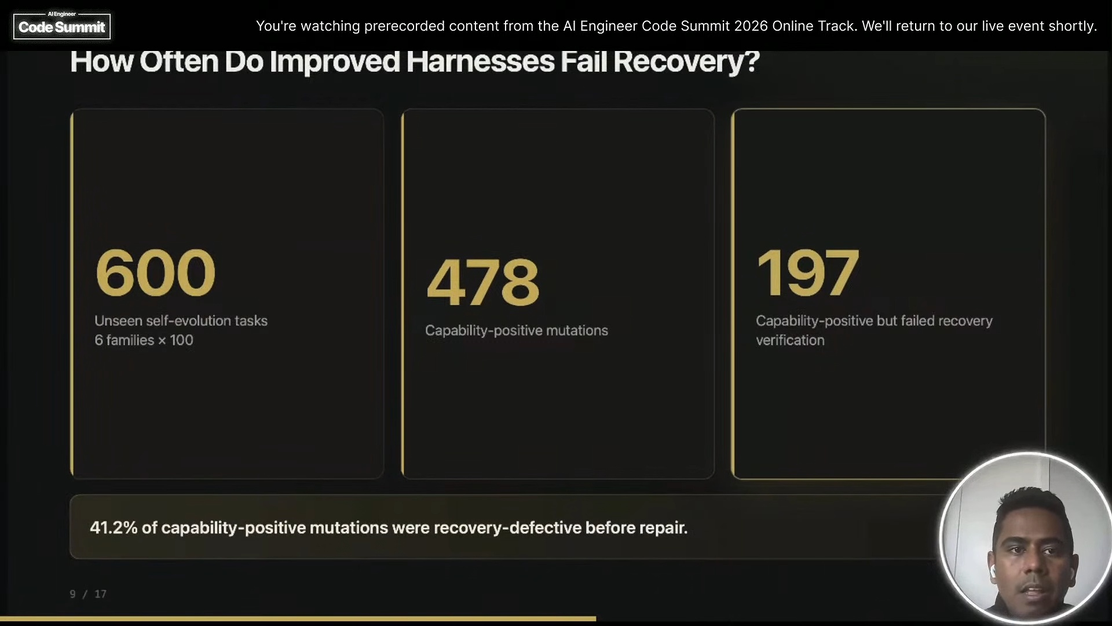 AI Engineer
Code Summit
You're watching prerecorded content from the AI Engineer Code Summit 2026 Online Track. We'll return to our live event shortly.
How Often Do Improved Harnesses Fail Recovery?
600
Unseen self-evolution tasks
6 families × 100
478
Capability-positive mutations
197
Capability-positive but failed recovery
verification
41.2% of capability-positive mutations were recovery-defective before repair.
9 / 17